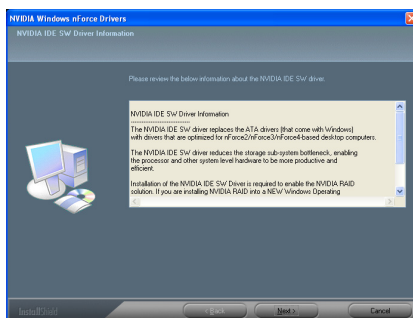 NVIDIA Windows nForce Drivers
NVIDIA IDE SW Driver Information
Please review the below information about the NVIDIA IDE SW driver.
NVIDIA IDE SW Driver Information
------------------------
The NVIDIA IDE SW driver replaces the ATA drivers (that come with Windows)
with drivers that are optimized for nForce2/nForce3/nForce4-based desktop computers.
The NVIDIA IDE SW driver reduces the storage sub-system bottleneck, enabling
the processor and other system level hardware to be more productive and
efficient.
Installation of the NVIDIA IDE SW Driver is required to enable the NVIDIA RAID
solution. If you are installing NVIDIA RAID into a NEW Windows Operating
InstallShield
< Back
Next >
Cancel